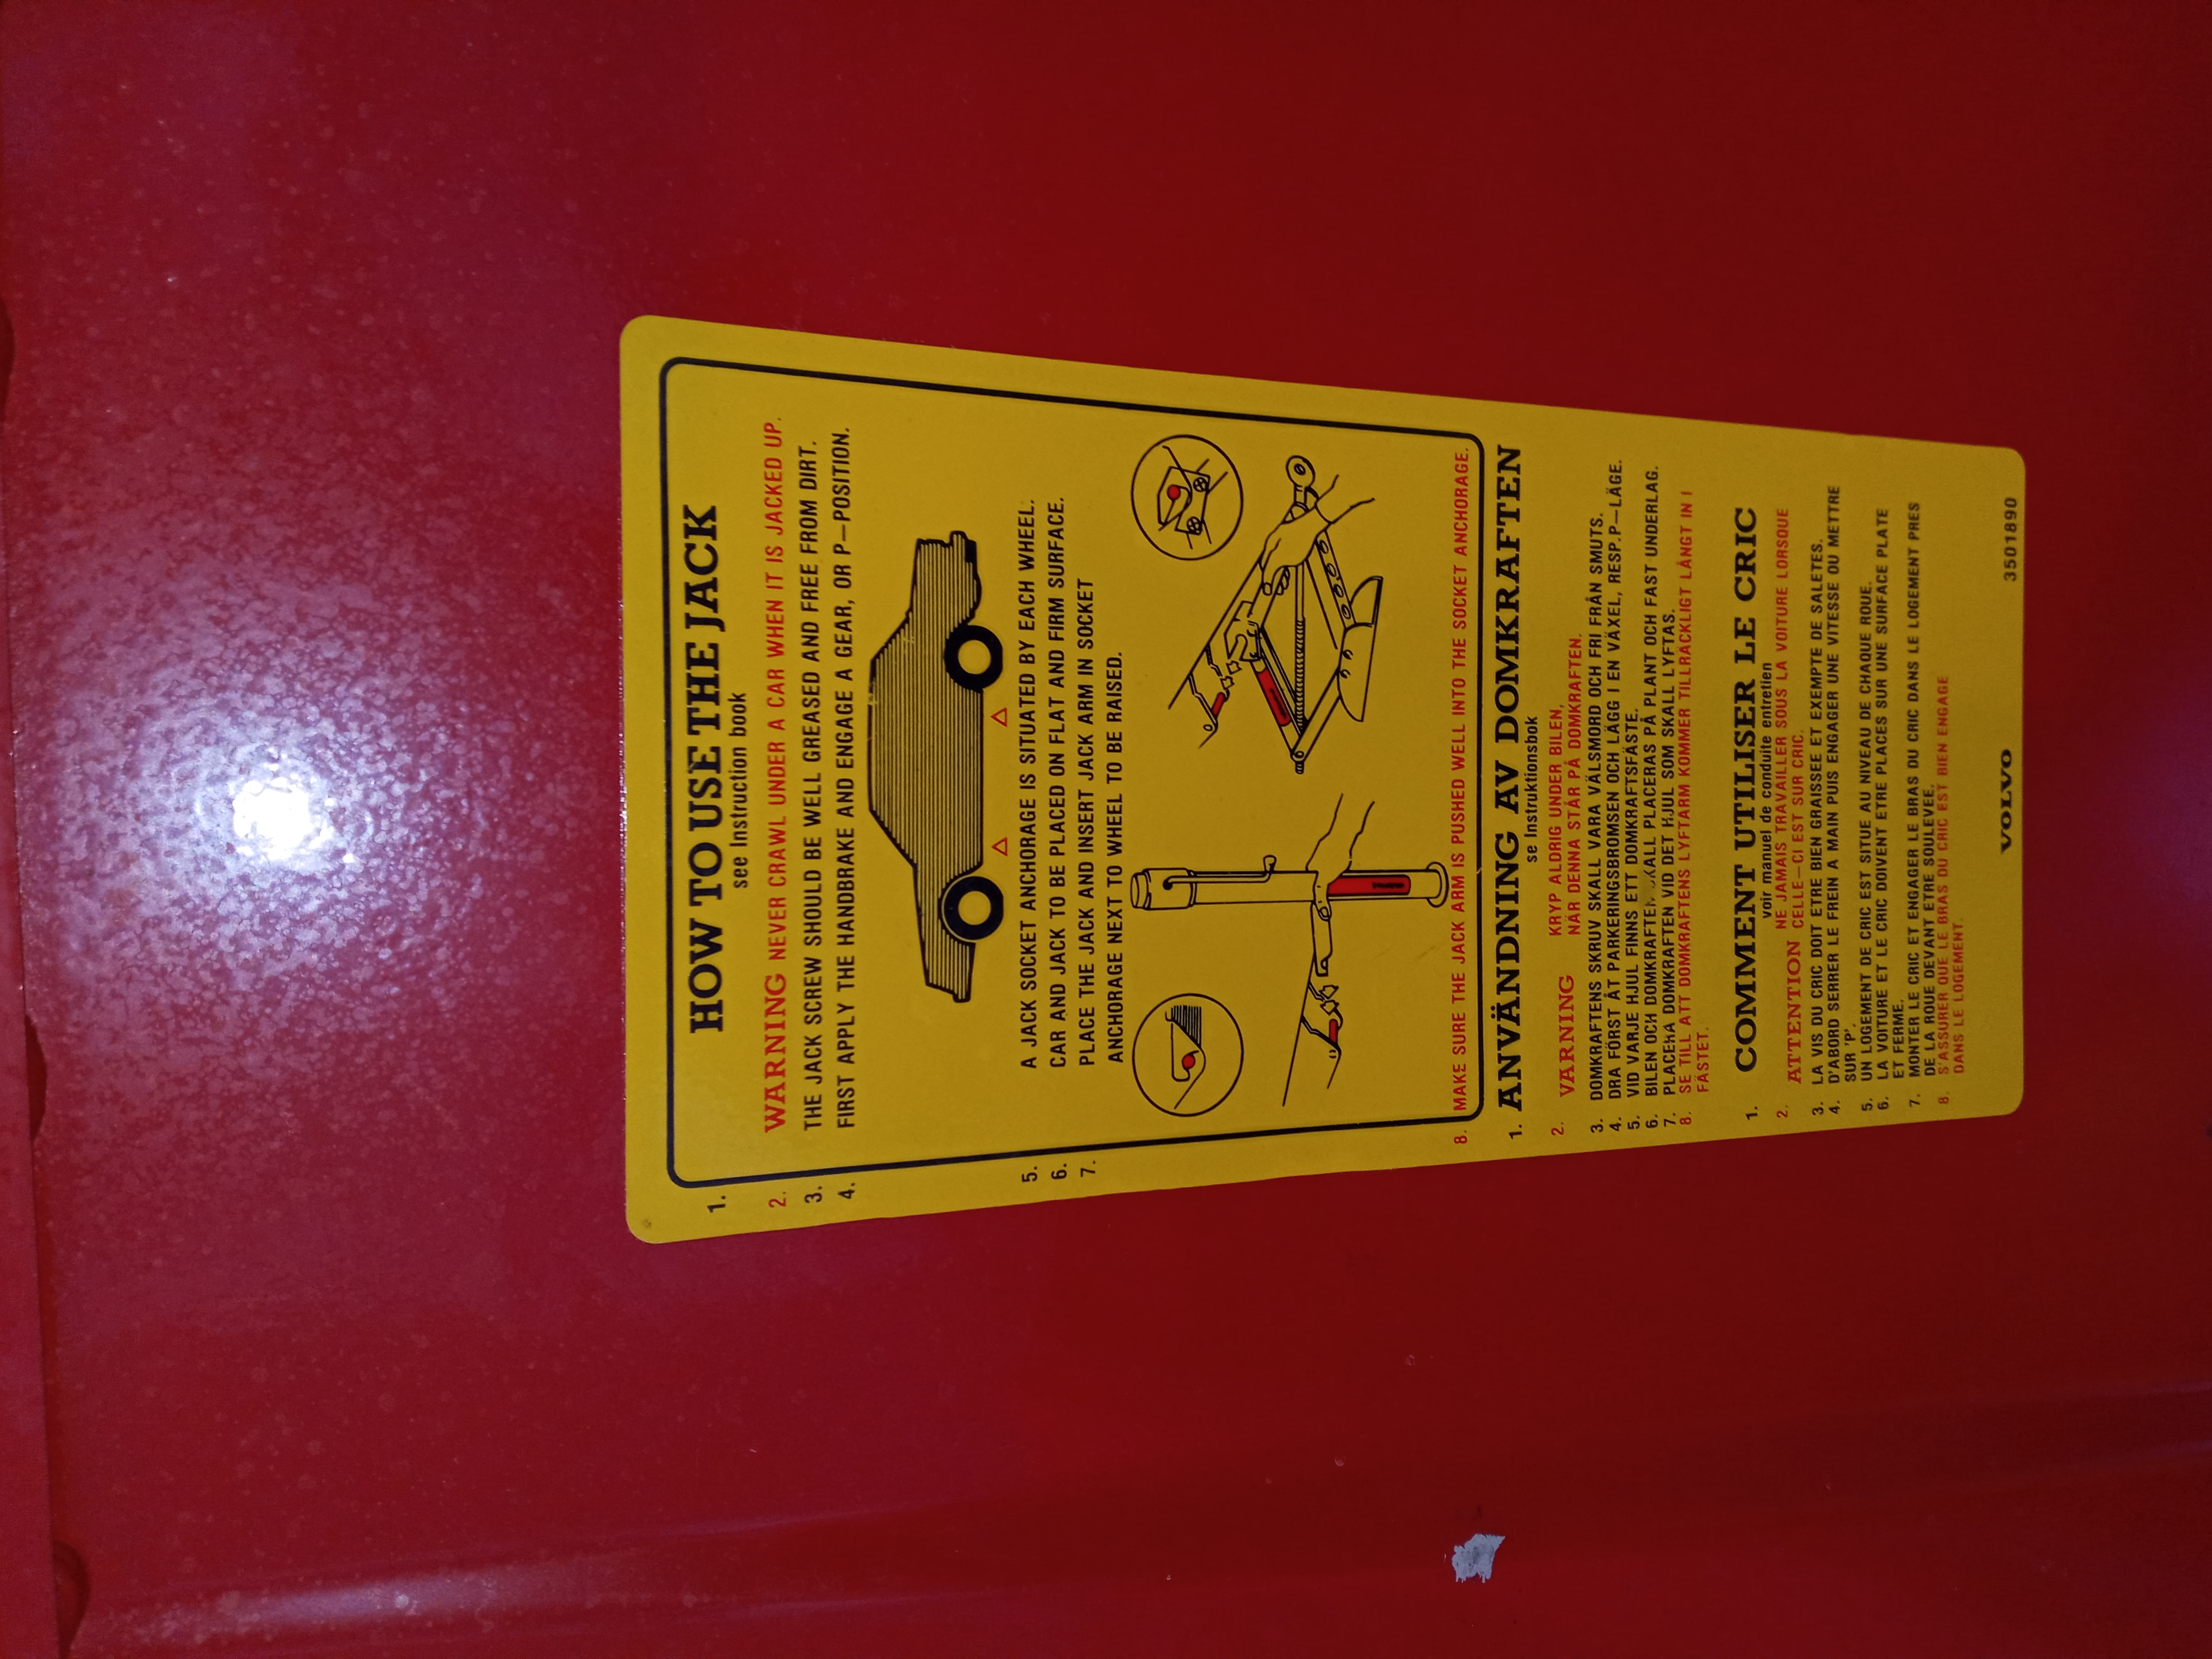 1. HOW TO USE THE JACK
see Instruction book
2. WARNING NEVER CRAWL UNDER A CAR WHEN IT IS JACKED UP.
3. THE JACK SCREW SHOULD BE WELL GREASED AND FREE FROM DIRT.
4. FIRST APPLY THE HANDBRAKE AND ENGAGE A GEAR, OR P–POSITION.
5. A JACK SOCKET ANCHORAGE IS SITUATED BY EACH WHEEL.
6. CAR AND JACK TO BE PLACED ON FLAT AND FIRM SURFACE.
7. PLACE THE JACK AND INSERT JACK ARM IN SOCKET
ANCHORAGE NEXT TO WHEEL TO BE RAISED.
8. MAKE SURE THE JACK ARM IS PUSHED WELL INTO THE SOCKET ANCHORAGE.
1. ANVÄNDNING AV DOMKRAFTEN
se Instruktionsbok
2. VARNING KRYP ALDRIG UNDER BILEN,
NÄR DENNA STÅR PÅ DOMKRAFTEN.
3. DOMKRAFTENS SKRUV SKALL VARA VÄLSMORD OCH FRI FRÅN SMUTS.
4. DRA FÖRST ÅT PARKERINGSBROMSEN OCH LÄGG I EN VÄXEL, RESP.P–LÄGE.
5. VID VARJE HJUL FINNS ETT DOMKRAFTSFÄSTE.
6. BILEN OCH DOMKRAFTEN SKALL PLACERAS PÅ PLANT OCH FAST UNDERLAG.
7. PLACERA DOMKRAFTEN VID DET HJUL SOM SKALL LYFTAS.
8. SE TILL ATT DOMKRAFTENS LYFTARM KOMMER TILLRÄCKLIGT LÅNGT IN I
FÄSTET.
1. COMMENT UTILISER LE CRIC
voir manuel de conduite entretien
2. ATTENTION NE JAMAIS TRAVAILLER SOUS LA VOITURE LORSQUE
CELLE–CI EST SUR CRIC.
3. LA VIS DU CRIC DOIT ETRE BIEN GRAISSEE ET EXEMPTE DE SALETES.
4. D'ABORD SERRER LE FREIN A MAIN PUIS ENGAGER UNE VITESSE OU METTRE
SUR 'P'.
5. UN LOGEMENT DE CRIC EST SITUE AU NIVEAU DE CHAQUE ROUE.
6. LA VOITURE ET LE CRIC DOIVENT ETRE PLACES SUR UNE SURFACE PLATE
ET FERME.
7. MONTER LE CRIC ET ENGAGER LE BRAS DU CRIC DANS LE LOGEMENT PRES
DE LA ROUE DEVANT ETRE SOULEVEE.
8. S'ASSURER QUE LE BRAS DU CRIC EST BIEN ENGAGE
DANS LE LOGEMENT.
VOLVO 3501890